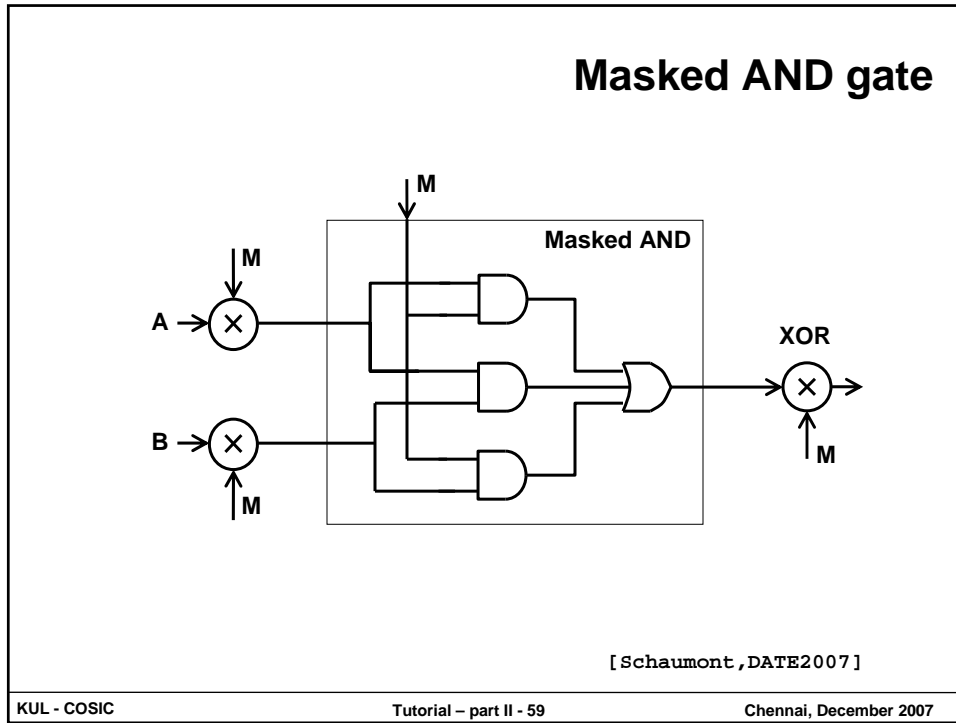 Masked AND gate
M
Masked AND
M
A
XOR
B
M
M
[Schaumont,DATE2007]
KUL - COSIC
Tutorial – part II - 59
Chennai, December 2007